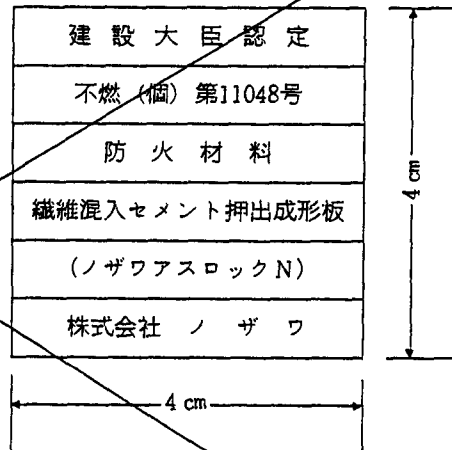 建設大臣認定
不燃（個）第11048号
防火材料
繊維混入セメント押出成形板
(ノザワアスロックN)
株式会社 ノザワ
4 cm
4 cm